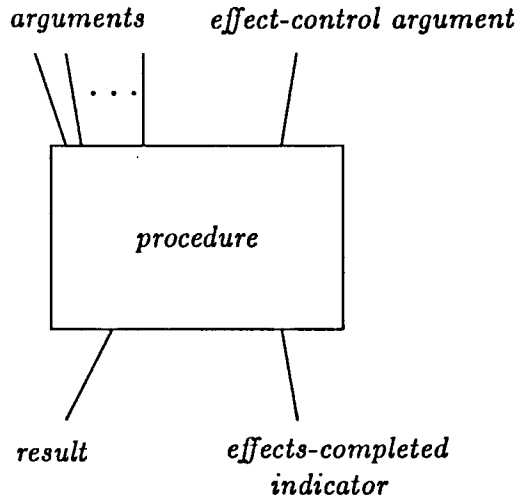 arguments effect-control argument
. . .
procedure
result effects-completed
indicator